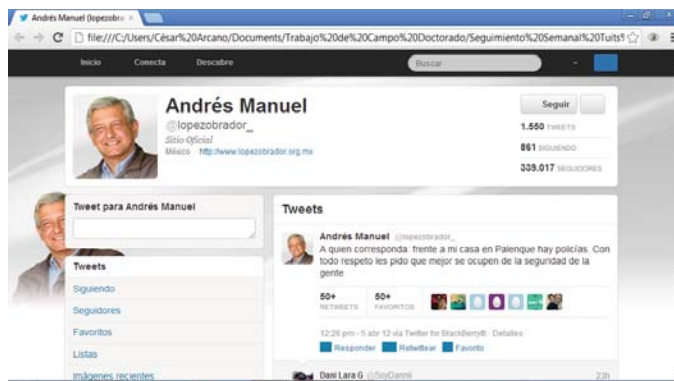 Andrés Manuel (lopezobra
file:///C:/Users/César%20Arcano/Documents/Trabajo%20de%20Campo%20Doctorado/Seguimiento%20Semanal%20Tuits%
Inicio Conecta Descubre Buscar
Andrés Manuel
@lopezobrador_
Sitio Oficial
México http://www.lopezobrador.org.mx
Seguir
1.550 TWEETS
861 SIGUIENDO
339.017 SEGUIDORES
Tweet para Andrés Manuel
Tweets
Siguiendo
Seguidores
Favoritos
Listas
Imágenes recientes
Tweets
Andrés Manuel @lopezobrador_
A quien corresponda: frente a mi casa en Palenque hay policías. Con
todo respeto les pido que mejor se ocupen de la seguridad de la
gente
50+ 50+
RETWEETS FAVORITOS
12:26 pm - 5 abr 12 vía Twitter for BlackBerry® · Detalles
Responder Retwittear Favorito
Dani Lara G @SoyDannii 23h